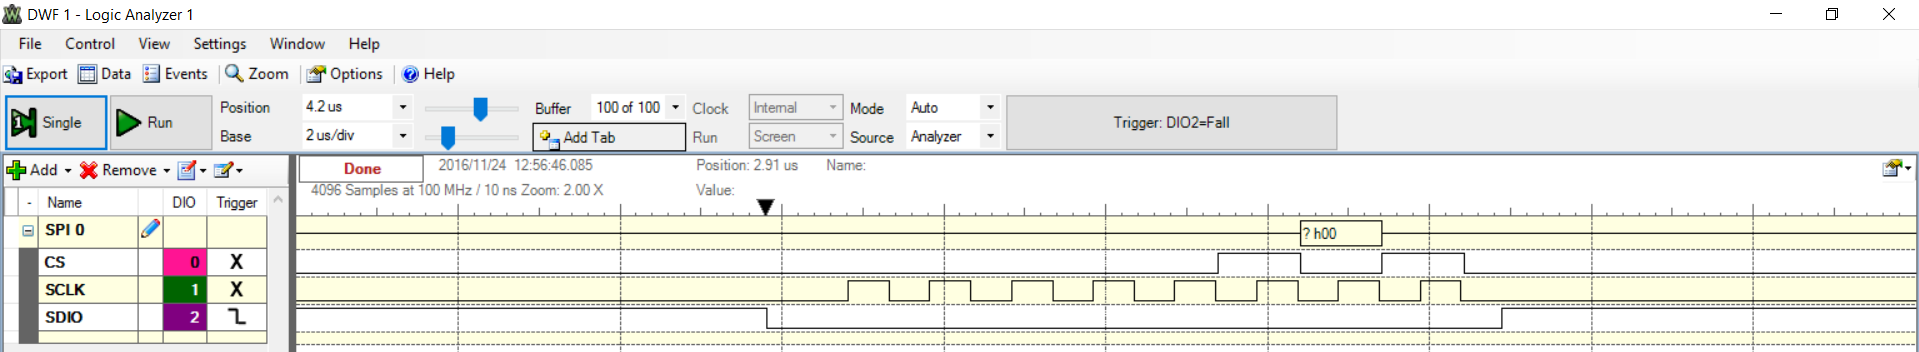 DWF 1 - Logic Analyzer 1
File Control View Settings Window Help
Export Data Events Zoom Options Help
Single Run Position 4.2 us Buffer 100 of 100 Clock Internal Mode Auto Trigger: DIO2=Fall
Base 2 us/div Add Tab Run Screen Source Analyzer
Add Remove Done 2016/11/24 12:56:46.085 Position: 2.91 us Name:
4096 Samples at 100 MHz / 10 ns Zoom: 2.00 X Value:
- Name DIO Trigger
SPI 0 ? h00
CS 0 X
SCLK 1 X
SDIO 2